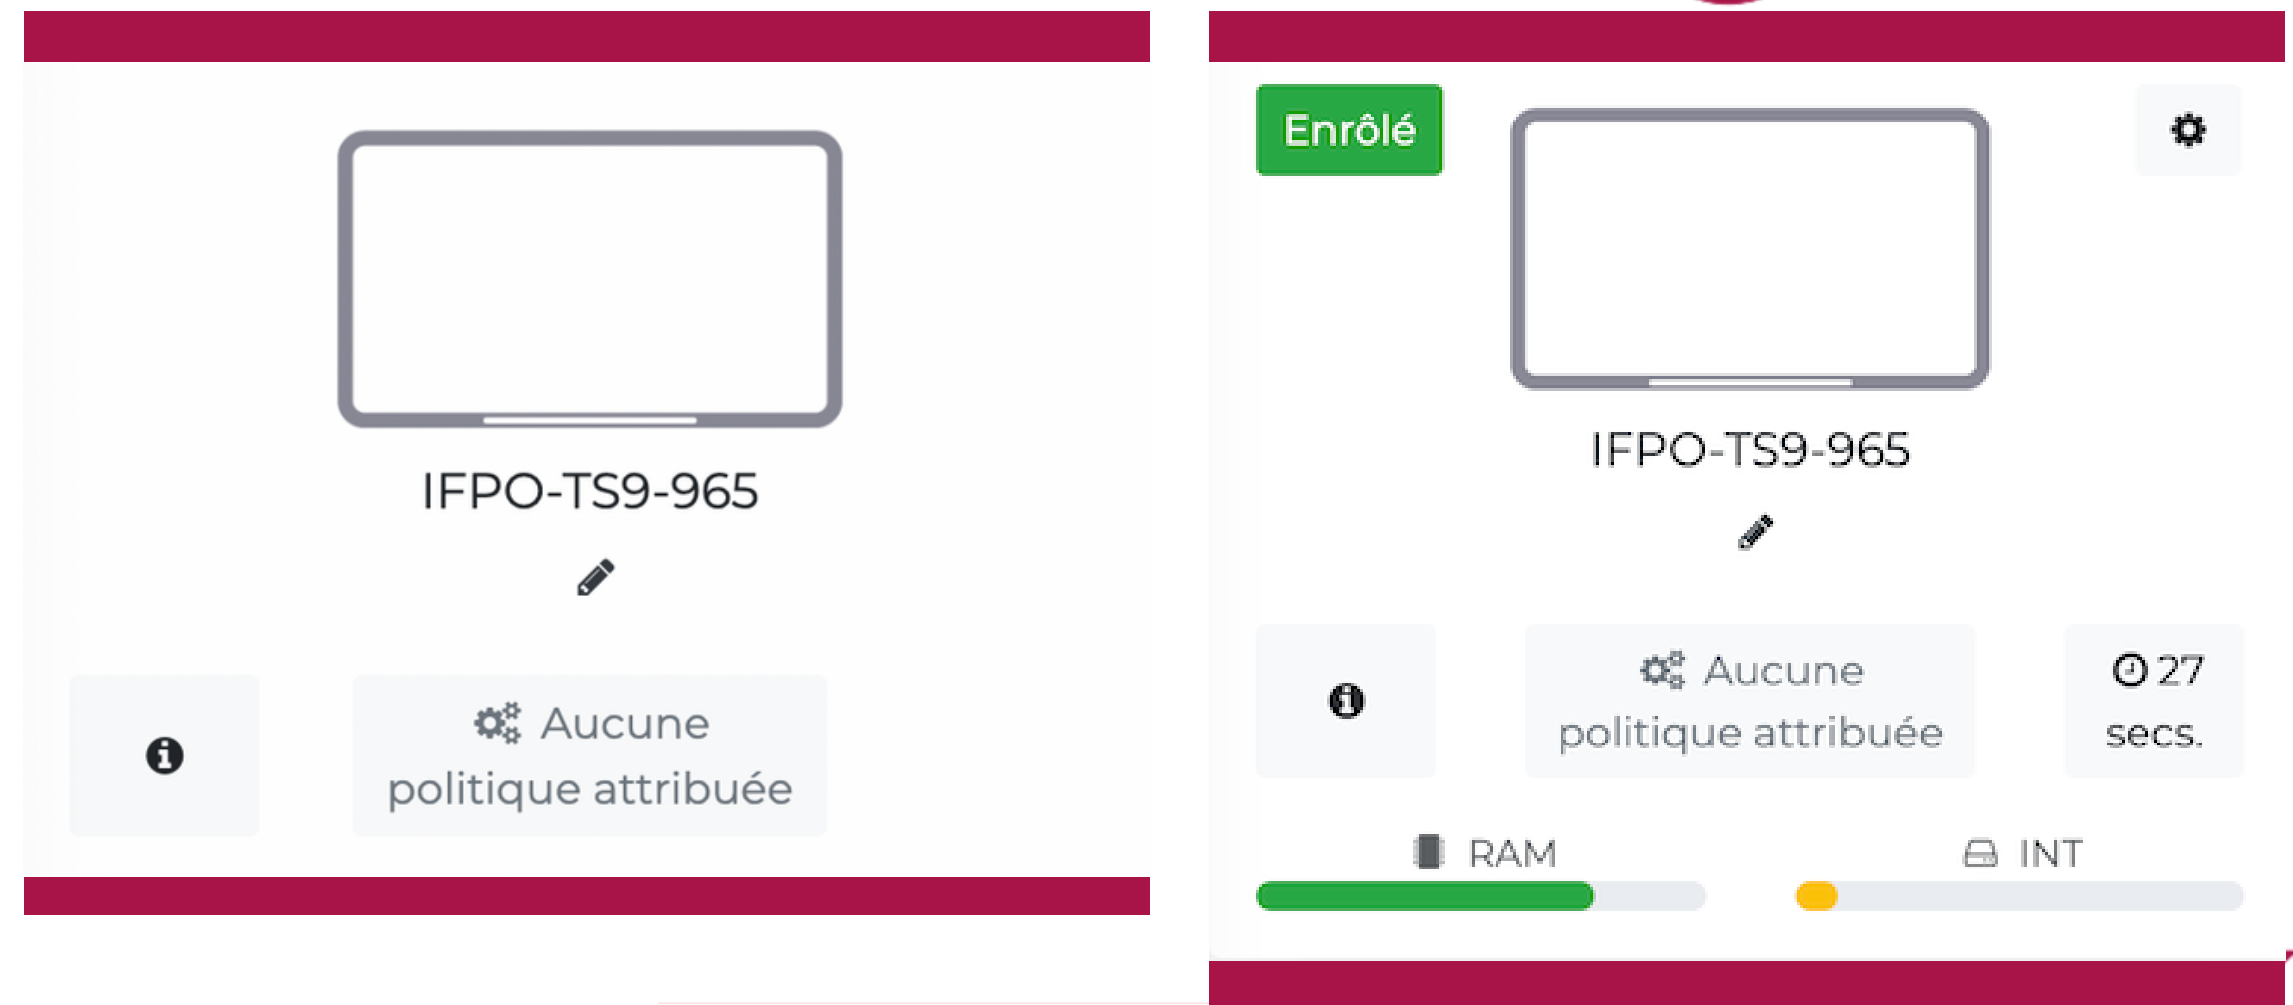 IFPO-TS9-965
Aucune
politique attribuée
Enrôlé
IFPO-TS9-965
Aucune
politique attribuée
27
secs.
RAM
INT